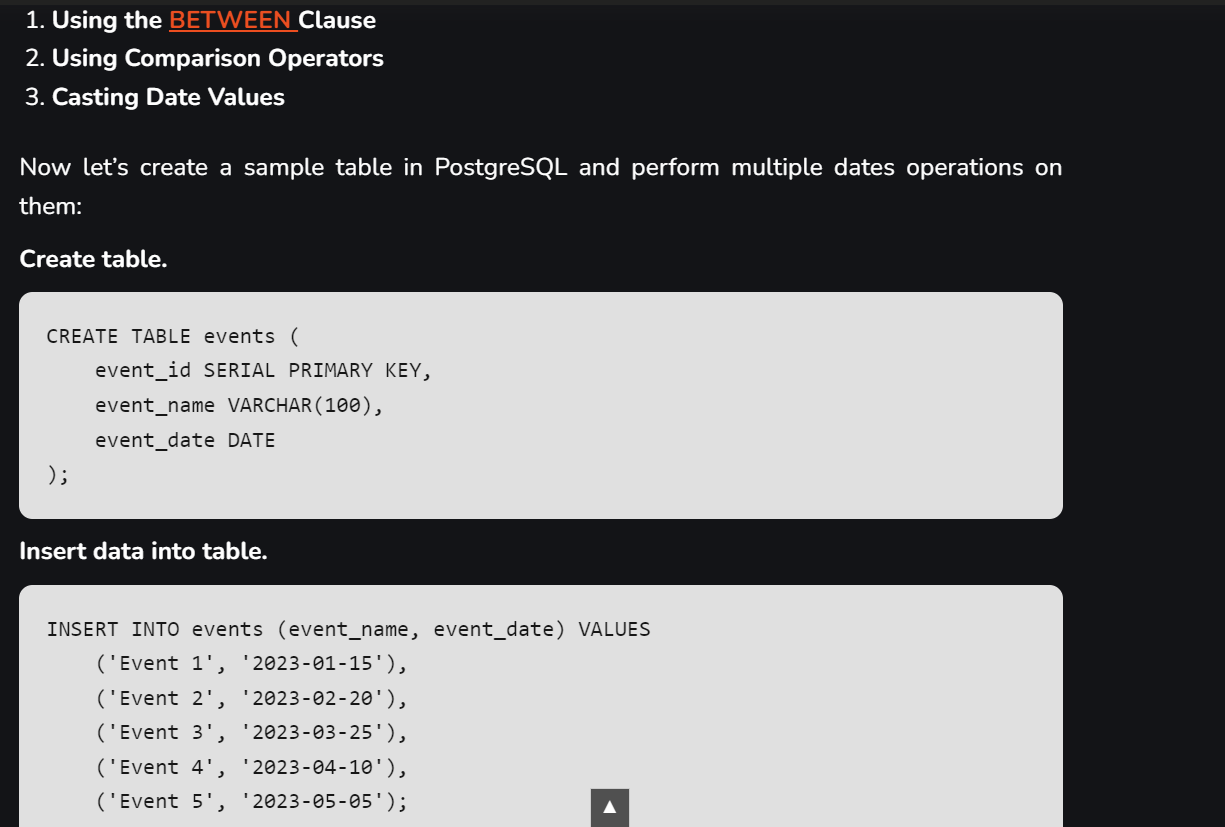 1. Using the BETWEEN Clause
2. Using Comparison Operators
3. Casting Date Values
Now let’s create a sample table in PostgreSQL and perform multiple dates operations on
them:
Create table.
CREATE TABLE events (
    event_id SERIAL PRIMARY KEY,
    event_name VARCHAR(100),
    event_date DATE
);
Insert data into table.
INSERT INTO events (event_name, event_date) VALUES
    ('Event 1', '2023-01-15'),
    ('Event 2', '2023-02-20'),
    ('Event 3', '2023-03-25'),
    ('Event 4', '2023-04-10'),
    ('Event 5', '2023-05-05');